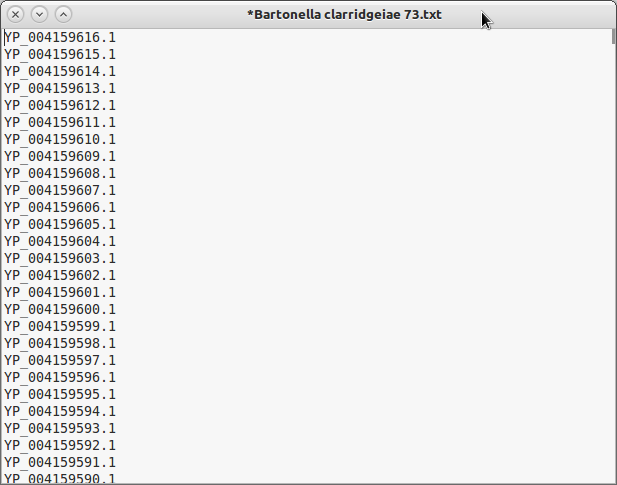 *Bartonella clarridgeiae 73.txt
YP_004159616.1
YP_004159615.1
YP_004159614.1
YP_004159613.1
YP_004159612.1
YP_004159611.1
YP_004159610.1
YP_004159609.1
YP_004159608.1
YP_004159607.1
YP_004159606.1
YP_004159605.1
YP_004159604.1
YP_004159603.1
YP_004159602.1
YP_004159601.1
YP_004159600.1
YP_004159599.1
YP_004159598.1
YP_004159597.1
YP_004159596.1
YP_004159595.1
YP_004159594.1
YP_004159593.1
YP_004159592.1
YP_004159591.1
YP_004159590.1